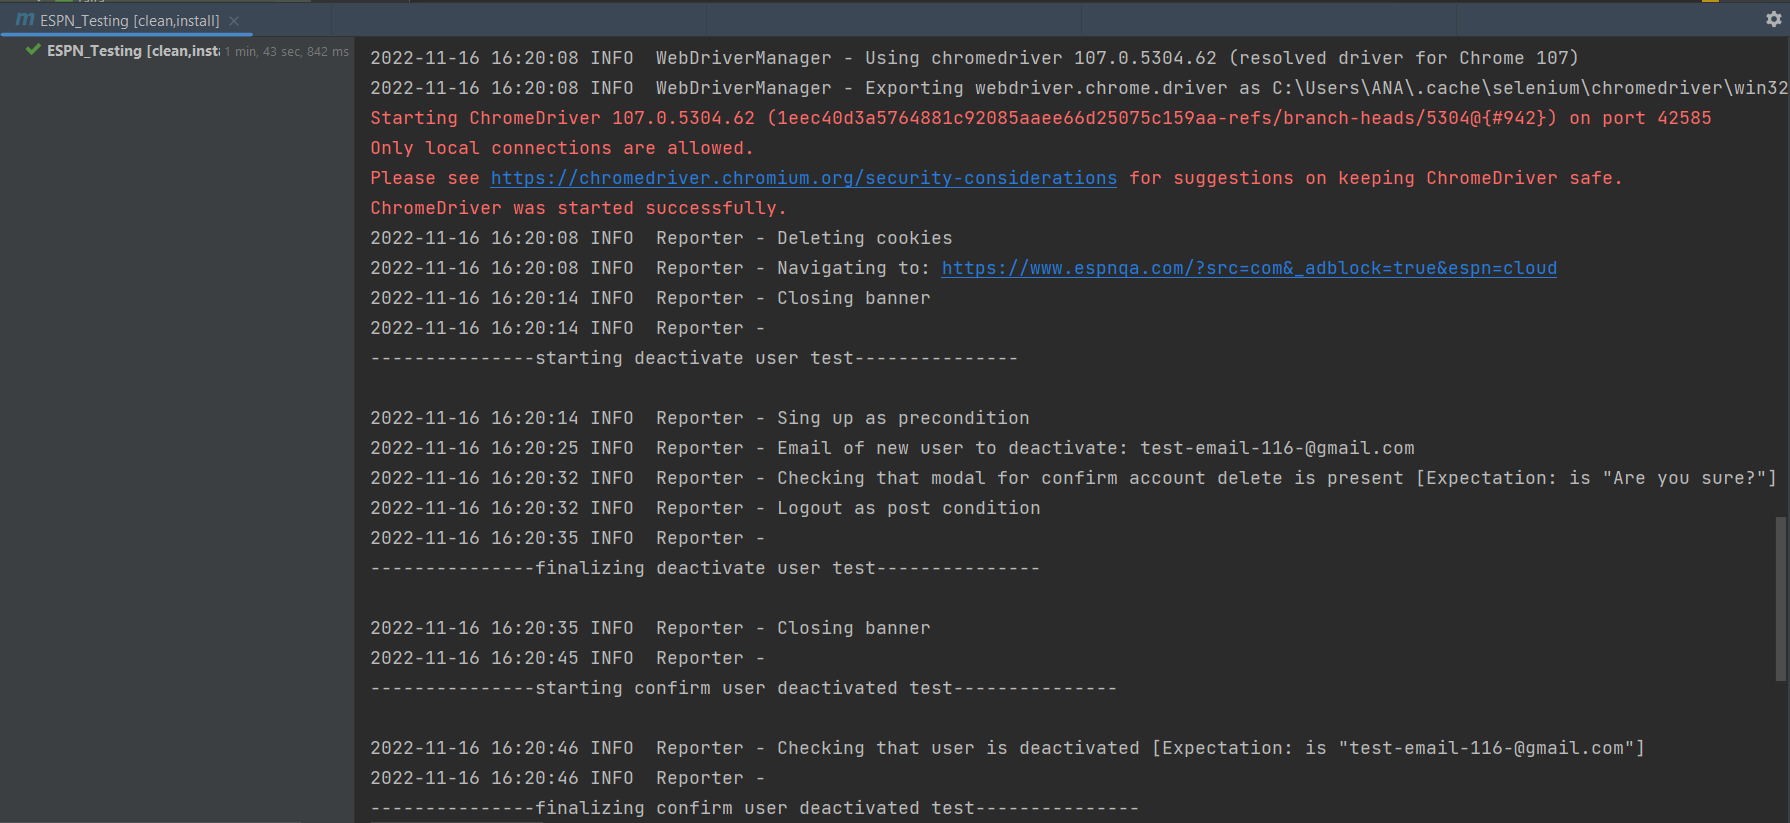 m ESPN_Testing [clean,install] ×
ESPN_Testing [clean,insta 1 min, 43 sec, 842 ms
2022-11-16 16:20:08 INFO  WebDriverManager - Using chromedriver 107.0.5304.62 (resolved driver for Chrome 107)
2022-11-16 16:20:08 INFO  WebDriverManager - Exporting webdriver.chrome.driver as C:\Users\ANA\.cache\selenium\chromedriver\win32
Starting ChromeDriver 107.0.5304.62 (1eec40d3a5764881c92085aaee66d25075c159aa-refs/branch-heads/5304@{#942}) on port 42585
Only local connections are allowed.
Please see https://chromedriver.chromium.org/security-considerations for suggestions on keeping ChromeDriver safe.
ChromeDriver was started successfully.
2022-11-16 16:20:08 INFO  Reporter - Deleting cookies
2022-11-16 16:20:08 INFO  Reporter - Navigating to: https://www.espnqa.com/?src=com&_adblock=true&espn=cloud
2022-11-16 16:20:14 INFO  Reporter - Closing banner
2022-11-16 16:20:14 INFO  Reporter -
---------------starting deactivate user test---------------
2022-11-16 16:20:14 INFO  Reporter - Sing up as precondition
2022-11-16 16:20:25 INFO  Reporter - Email of new user to deactivate: test-email-116-@gmail.com
2022-11-16 16:20:32 INFO  Reporter - Checking that modal for confirm account delete is present [Expectation: is "Are you sure?"]
2022-11-16 16:20:32 INFO  Reporter - Logout as post condition
2022-11-16 16:20:35 INFO  Reporter -
---------------finalizing deactivate user test---------------
2022-11-16 16:20:35 INFO  Reporter - Closing banner
2022-11-16 16:20:45 INFO  Reporter -
---------------starting confirm user deactivated test---------------
2022-11-16 16:20:46 INFO  Reporter - Checking that user is deactivated [Expectation: is "test-email-116-@gmail.com"]
2022-11-16 16:20:46 INFO  Reporter -
---------------finalizing confirm user deactivated test---------------